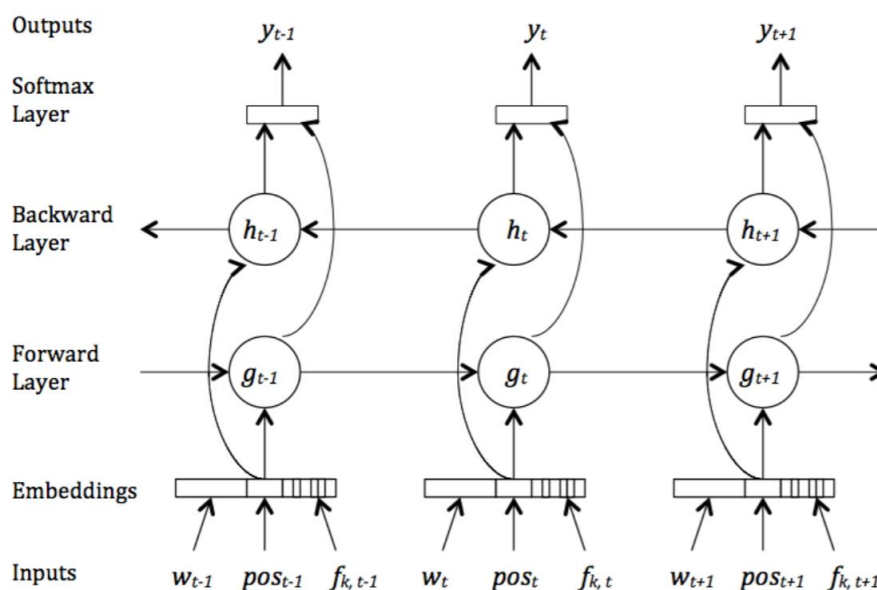 Outputs y_{t-1} y_t y_{t+1}
Softmax
Layer
Backward
Layer h_{t-1} h_t h_{t+1}
Forward
Layer g_{t-1} g_t g_{t+1}
Embeddings
Inputs w_{t-1} pos_{t-1} f_{k, t-1} w_t pos_t f_{k, t} w_{t+1} pos_{t+1} f_{k, t+1}